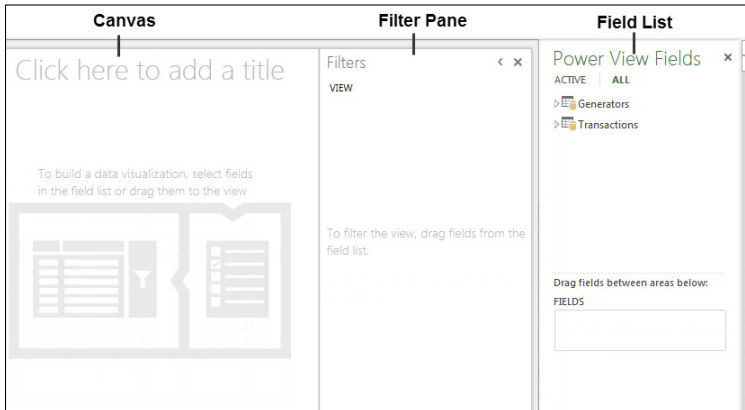 Canvas
Filter Pane
Field List
Click here to add a title
To build a data visualization, select fields
in the field list or drag them to the view
Filters
VIEW
To filter the view, drag fields from the
field list.
Power View Fields
ACTIVE ALL
Generators
Transactions
Drag fields between areas below:
FIELDS